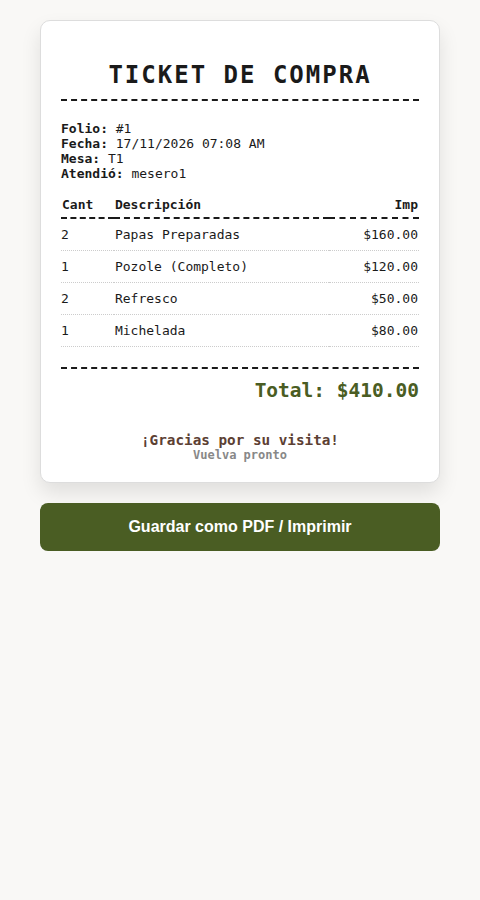 TICKET DE COMPRA
Folio: #1
Fecha: 17/11/2026 07:08 AM
Mesa: T1
Atendió: mesero1
Cant Descripción Imp
2 Papas Preparadas $160.00
1 Pozole (Completo) $120.00
2 Refresco $50.00
1 Michelada $80.00
Total: $410.00
¡Gracias por su visita!
Vuelva pronto
Guardar como PDF / Imprimir